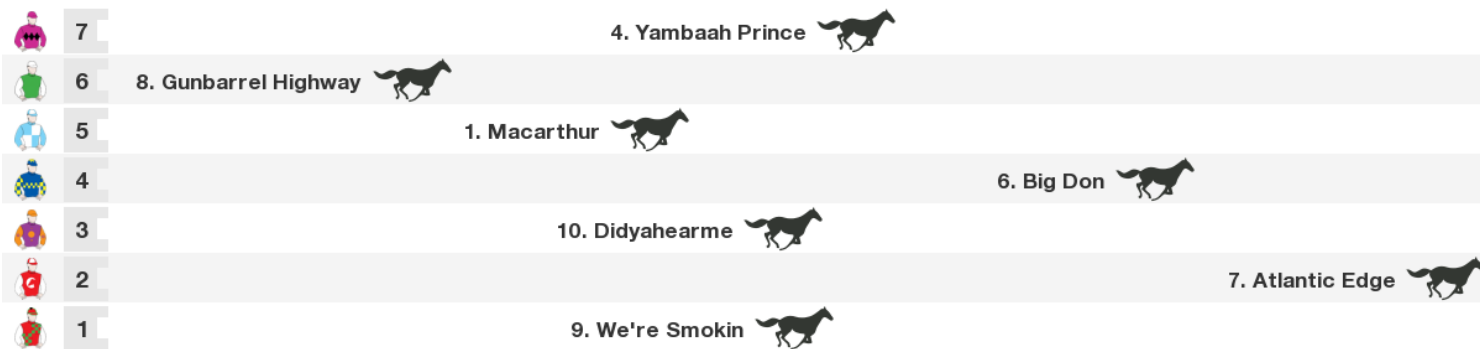 7 4. Yambaah Prince
6 8. Gunbarrel Highway
5 1. Macarthur
4 6. Big Don
3 10. Didyahearme
2 7. Atlantic Edge
1 9. We're Smokin